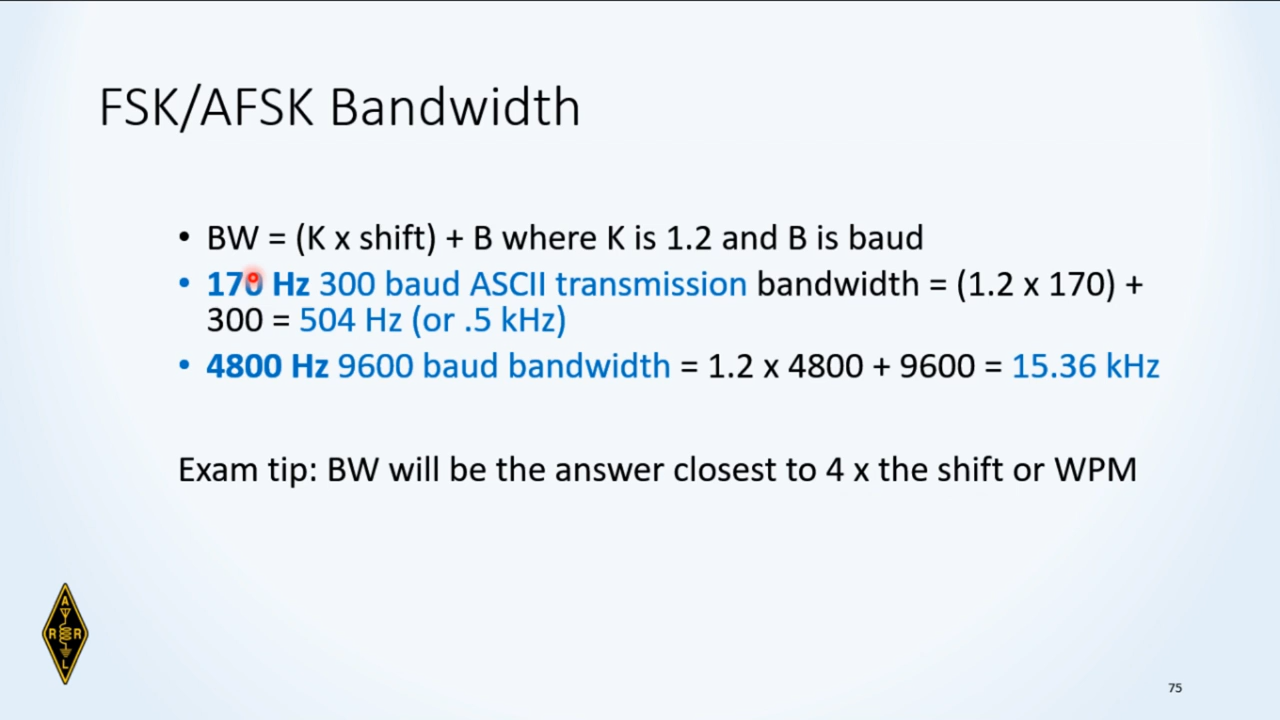 FSK/AFSK Bandwidth
• BW = (K x shift) + B where K is 1.2 and B is baud
• 170 Hz 300 baud ASCII transmission bandwidth = (1.2 x 170) +
300 = 504 Hz (or .5 kHz)
• 4800 Hz 9600 baud bandwidth = 1.2 x 4800 + 9600 = 15.36 kHz
Exam tip: BW will be the answer closest to 4 x the shift or WPM
A
R R
L
75